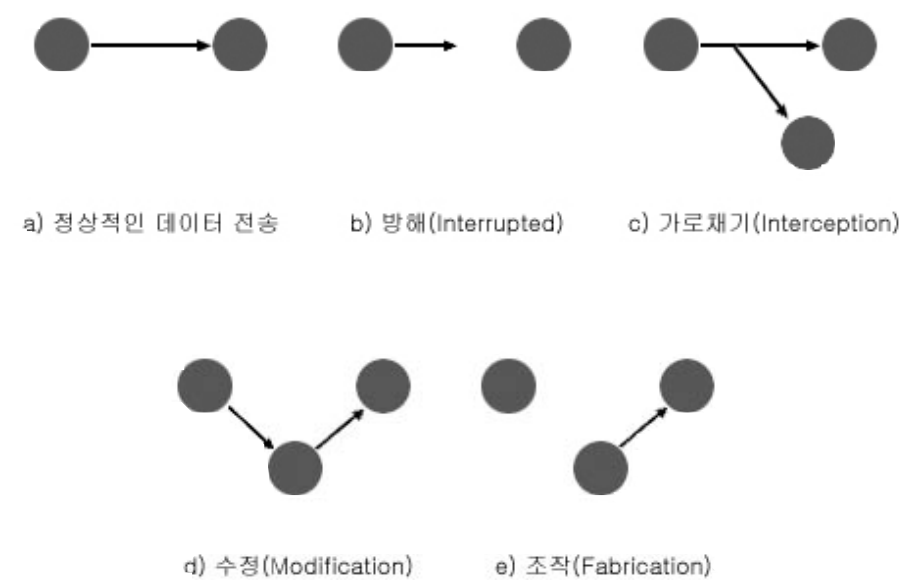 a) 정상적인 데이터 전송
b) 방해(Interrupted)
c) 가로채기(Interception)
d) 수정(Modification)
e) 조작(Fabrication)